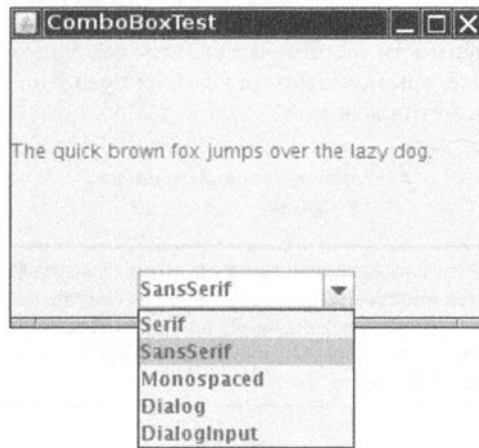 ComboBoxTest
The quick brown fox jumps over the lazy dog.
SansSerif
Serif
SansSerif
Monospaced
Dialog
DialogInput